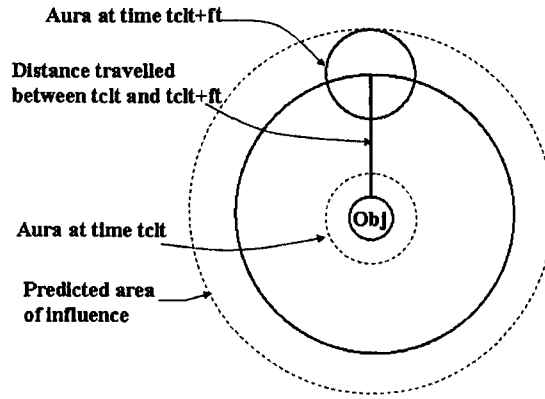 Aura at time tclt+ft
Distance travelled
between tclt and tclt+ft
Obj
Aura at time tclt
Predicted area
of influence